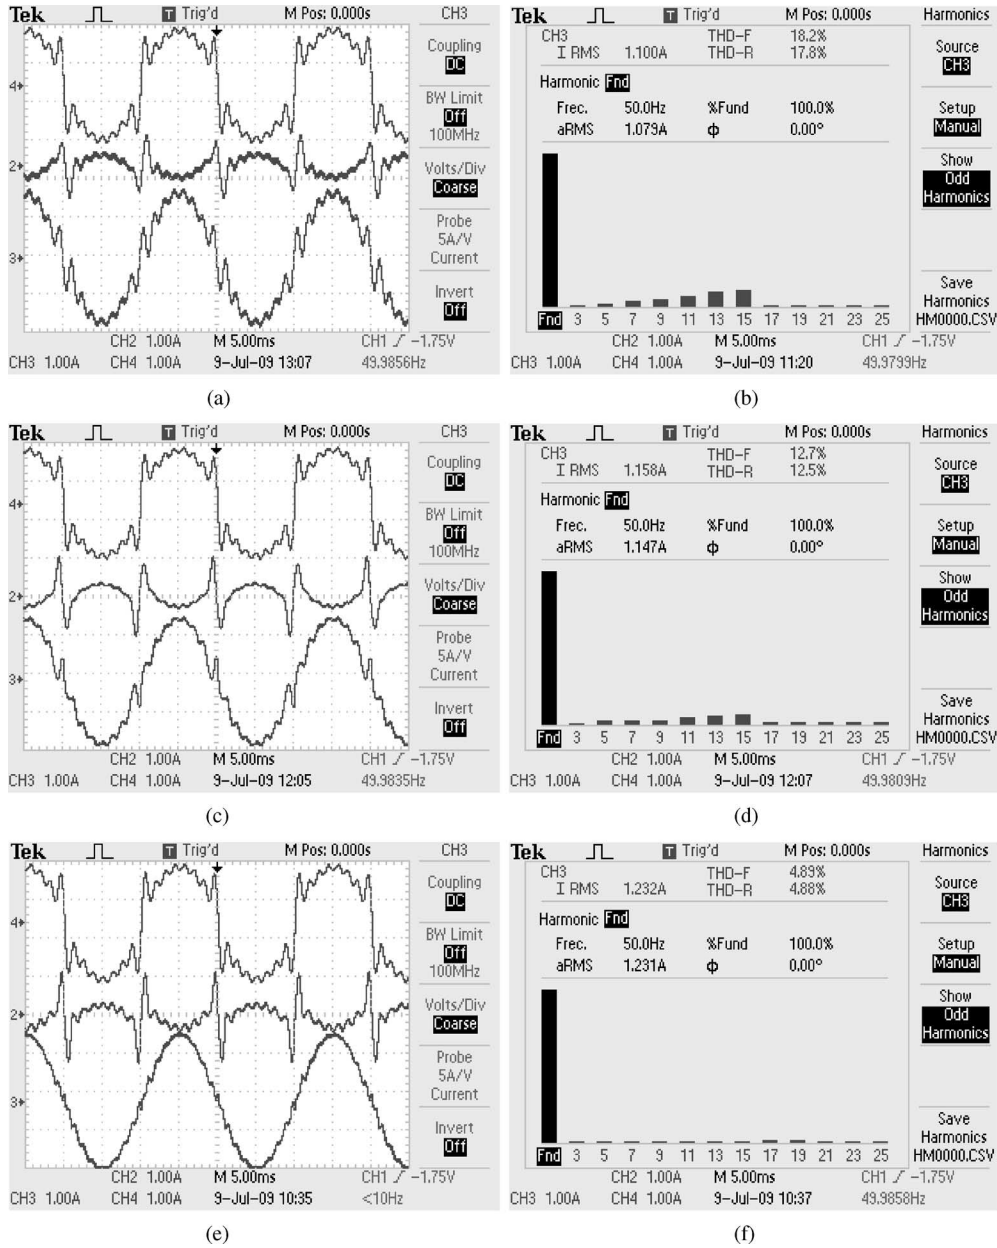 Tek Trig'd M Pos: 0.000s CH3
Coupling
DC
BW Limit
Off
100MHz
Volts/Div
Coarse
Probe
5A/V
Current
Invert
Off
4
2
3
CH2 1.00A M 5.00ms CH1 -1.75V
CH3 1.00A CH4 1.00A 9-Jul-09 13:07 49.9856Hz
(a)
Tek T Trig'd M Pos: 0.000s Harmonics
CH3 THD-F 18.2%
I RMS 1.100A THD-R 17.8%
Harmonic Fnd
Frec. 50.0Hz %Fund 100.0%
aRMS 1.079A ϕ 0.00°
Source
CH3
Setup
Manual
Show
Odd
Harmonics
Save
Harmonics
HM0000.CSV
Fnd 3 5 7 9 11 13 15 17 19 21 23 25
CH2 1.00A M 5.00ms CH1 -1.75V
CH3 1.00A CH4 1.00A 9-Jul-09 11:20 49.9799Hz
(b)
Tek T Trig'd M Pos: 0.000s CH3
Coupling
DC
BW Limit
Off
100MHz
Volts/Div
Coarse
Probe
5A/V
Current
Invert
Off
4
2
3
CH2 1.00A M 5.00ms CH1 -1.75V
CH3 1.00A CH4 1.00A 9-Jul-09 12:05 49.9835Hz
(c)
Tek T Trig'd M Pos: 0.000s Harmonics
CH3 THD-F 12.7%
I RMS 1.158A THD-R 12.5%
Harmonic Fnd
Frec. 50.0Hz %Fund 100.0%
aRMS 1.147A ϕ 0.00°
Source
CH3
Setup
Manual
Show
Odd
Harmonics
Save
Harmonics
HM0000.CSV
Fnd 3 5 7 9 11 13 15 17 19 21 23 25
CH2 1.00A M 5.00ms CH1 -1.75V
CH3 1.00A CH4 1.00A 9-Jul-09 12:07 49.9809Hz
(d)
Tek T Trig'd M Pos: 0.000s CH3
Coupling
DC
BW Limit
Off
100MHz
Volts/Div
Coarse
Probe
5A/V
Current
Invert
Off
4
2
3
CH2 1.00A M 5.00ms CH1 -1.75V
CH3 1.00A CH4 1.00A 9-Jul-09 10:35 <10Hz
(e)
Tek T Trig'd M Pos: 0.000s Harmonics
CH3 THD-F 4.89%
I RMS 1.232A THD-R 4.88%
Harmonic Fnd
Frec. 50.0Hz %Fund 100.0%
aRMS 1.231A ϕ 0.00°
Source
CH3
Setup
Manual
Show
Odd
Harmonics
Save
Harmonics
HM0000.CSV
Fnd 3 5 7 9 11 13 15 17 19 21 23 25
CH2 1.00A M 5.00ms CH1 -1.75V
CH3 1.00A CH4 1.00A 9-Jul-09 10:37 49.9858Hz
(f)